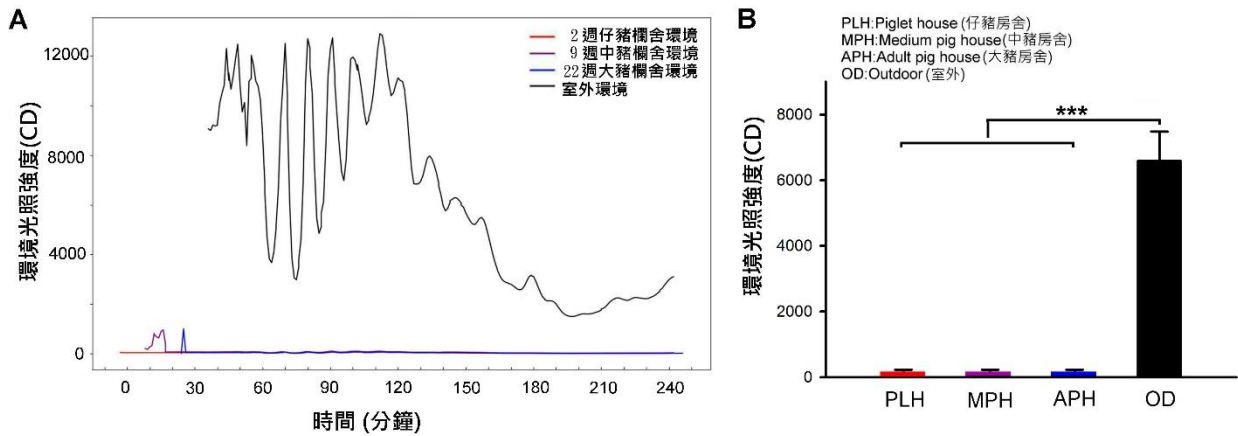 A
環境光照強度(CD)
12000
8000
4000
0
2週仔豬欄舍環境
9週中豬欄舍環境
22週大豬欄舍環境
室外環境
0 30 60 90 120 150 180 210 240
時間 (分鐘)
B
PLH:Piglet house(仔豬房舍)
MPH:Medium pig house(中豬房舍)
APH:Adult pig house(大豬房舍)
OD:Outdoor(室外)
環境光照強度(CD)
8000
6000
4000
2000
0
***
PLH MPH APH OD